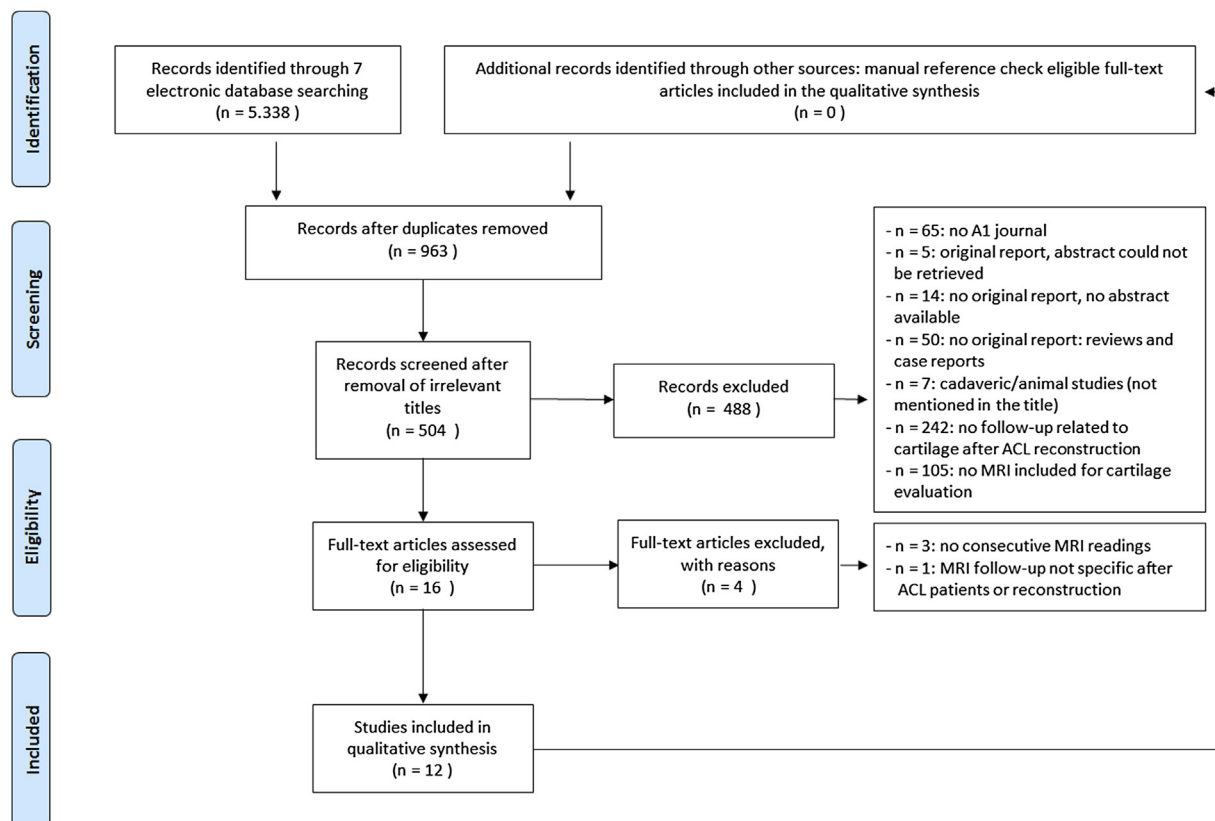 Identification
Records identified through 7
electronic database searching
(n = 5.338 )
Additional records identified through other sources: manual reference check eligible full-text
articles included in the qualitative synthesis
(n = 0 )
Screening
Records after duplicates removed
(n = 963 )
Records screened after
removal of irrelevant
titles
(n = 504 )
Records excluded
(n = 488 )
- n = 65: no A1 journal
- n = 5: original report, abstract could not
be retrieved
- n = 14: no original report, no abstract
available
- n = 50: no original report: reviews and
case reports
- n = 7: cadaveric/animal studies (not
mentioned in the title)
- n = 242: no follow-up related to
cartilage after ACL reconstruction
- n = 105: no MRI included for cartilage
evaluation
Eligibility
Full-text articles assessed
for eligibility
(n = 16 )
Full-text articles excluded,
with reasons
(n = 4 )
- n = 3: no consecutive MRI readings
- n = 1: MRI follow-up not specific after
ACL patients or reconstruction
Included
Studies included in
qualitative synthesis
(n = 12 )